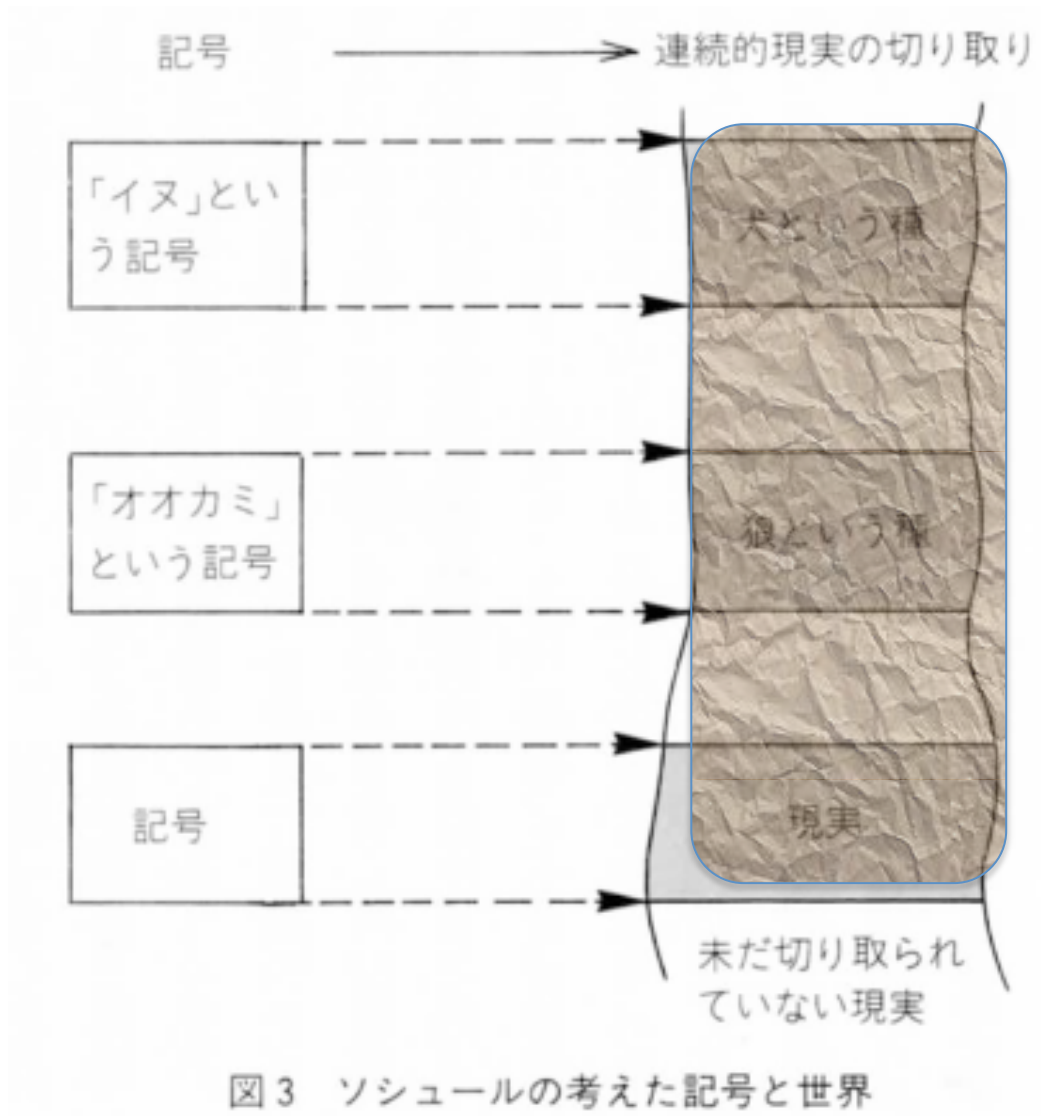 記号
連続的現実の切り取り
「イヌ」とい
う記号
犬という種
「オオカミ」
という記号
狼という種
記号
現実
未だ切り取られ
ていない現実
図3 ソシュールの考えた記号と世界